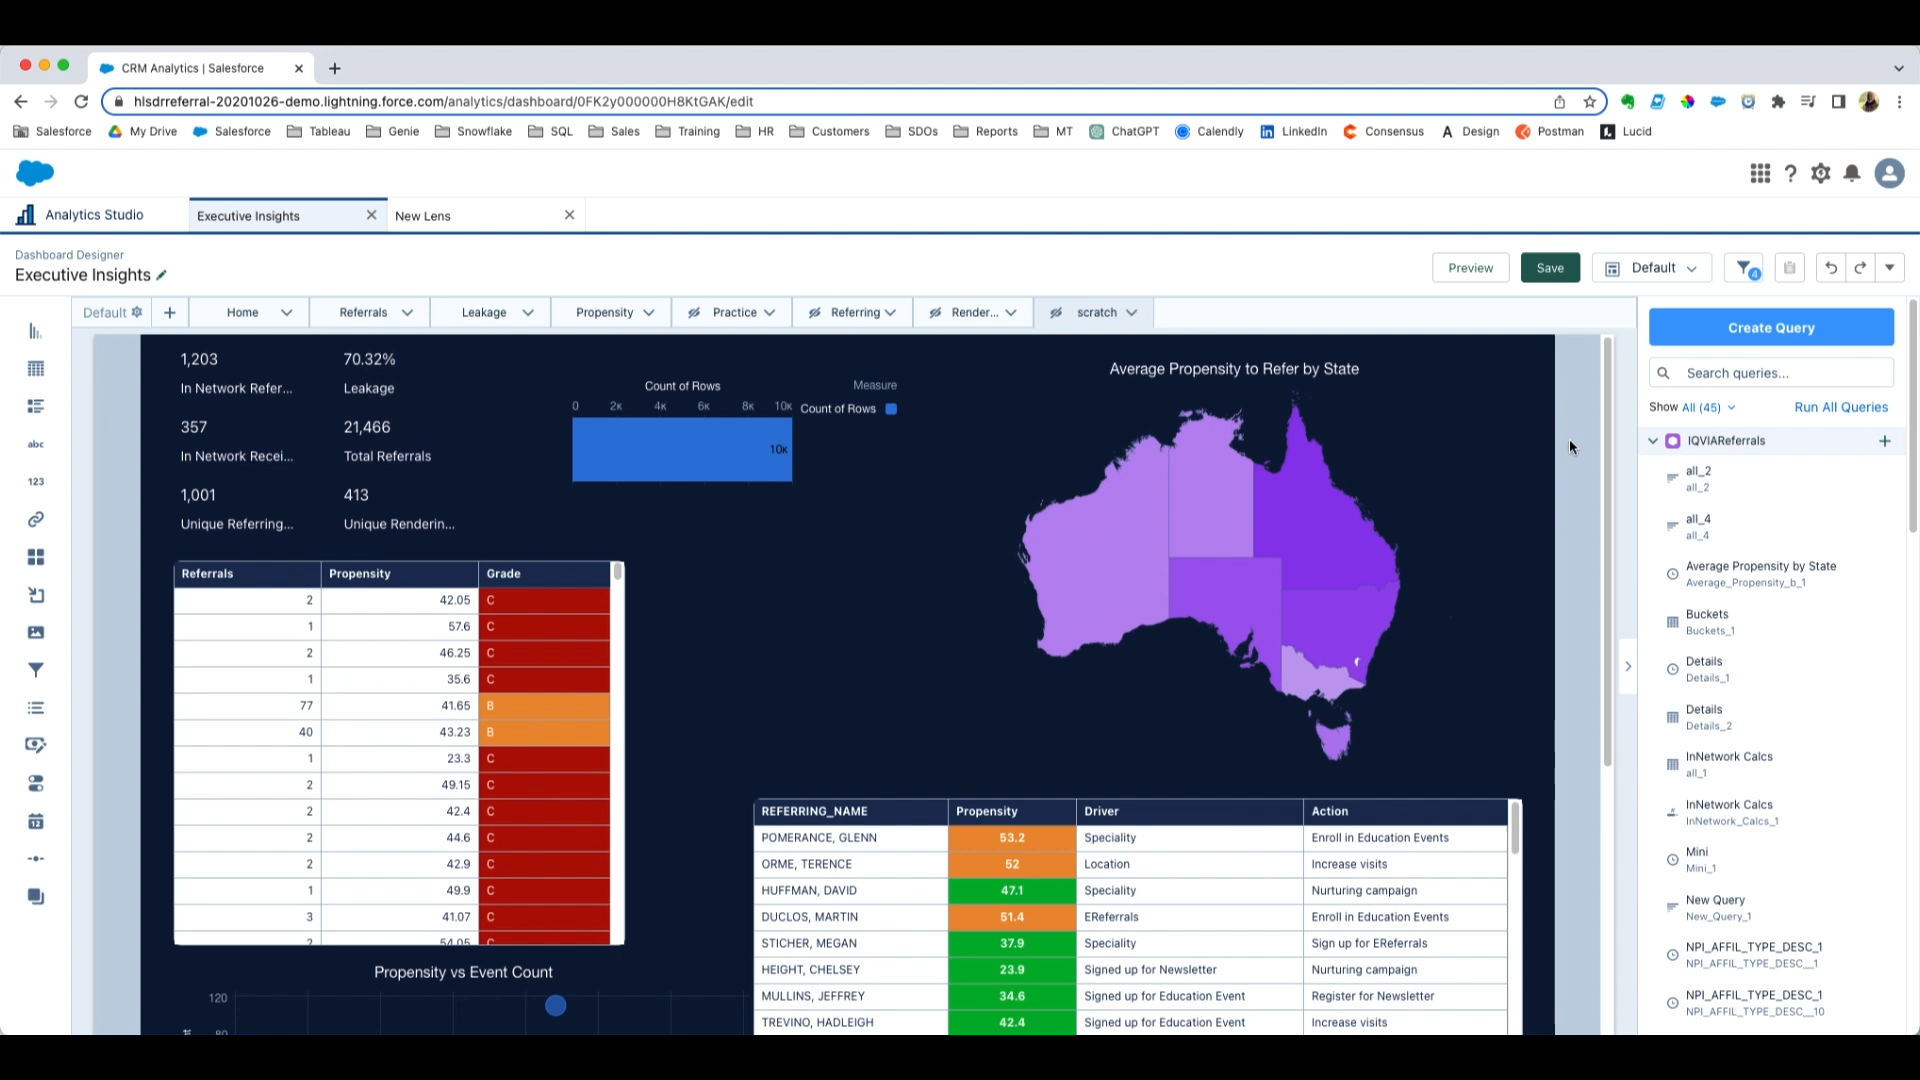 CRM Analytics | Salesforce
hlsdrreferral-20201026-demo.lightning.force.com/analytics/dashboard/0FK2y000000H8KtGAK/edit
Salesforce My Drive Salesforce Tableau Genie Snowflake SQL Sales Training HR Customers SDOs Reports MT ChatGPT Calendly LinkedIn Consensus Design Postman Lucid
Analytics Studio Executive Insights New Lens
Dashboard Designer
Executive Insights
Preview Save Default 4
Default Home Referrals Leakage Propensity Practice Referring Render... scratch
Create Query
Search queries...
Show All (45) Run All Queries
IQVIAReferrals
all_2
all_2
all_4
all_4
Average Propensity by State
Average_Propensity_b_1
Buckets
Buckets_1
Details
Details_1
Details
Details_2
InNetwork Calcs
all_1
InNetwork Calcs
InNetwork_Calcs_1
Mini
Mini_1
New Query
New_Query_1
NPI_AFFIL_TYPE_DESC_1
NPI_AFFIL_TYPE_DESC__1
NPI_AFFIL_TYPE_DESC_1
NPI_AFFIL_TYPE_DESC__10
abc
123
12
1,203 70.32%
In Network Refer... Leakage
357 21,466
In Network Recei... Total Referrals
1,001 413
Unique Referring... Unique Renderin...
Count of Rows Measure
0 2K 4K 6K 8K 10K Count of Rows
10K
Average Propensity to Refer by State
Referrals Propensity Grade
2 42.05 C
1 57.6 C
2 46.25 C
1 35.6 C
77 41.65 B
40 43.23 B
1 23.3 C
2 49.15 C
2 42.4 C
2 44.6 C
2 42.9 C
1 49.9 C
3 41.07 C
2 54.05 C
REFERRING_NAME Propensity Driver Action
POMERANCE, GLENN 53.2 Speciality Enroll in Education Events
ORME, TERENCE 52 Location Increase visits
HUFFMAN, DAVID 47.1 Speciality Nurturing campaign
DUCLOS, MARTIN 51.4 EReferrals Enroll in Education Events
STICHER, MEGAN 37.9 Speciality Sign up for EReferrals
HEIGHT, CHELSEY 23.9 Signed up for Newsletter Nurturing campaign
MULLINS, JEFFREY 34.6 Signed up for Education Event Register for Newsletter
TREVINO, HADLEIGH 42.4 Signed up for Education Event Increase visits
Propensity vs Event Count
120
80